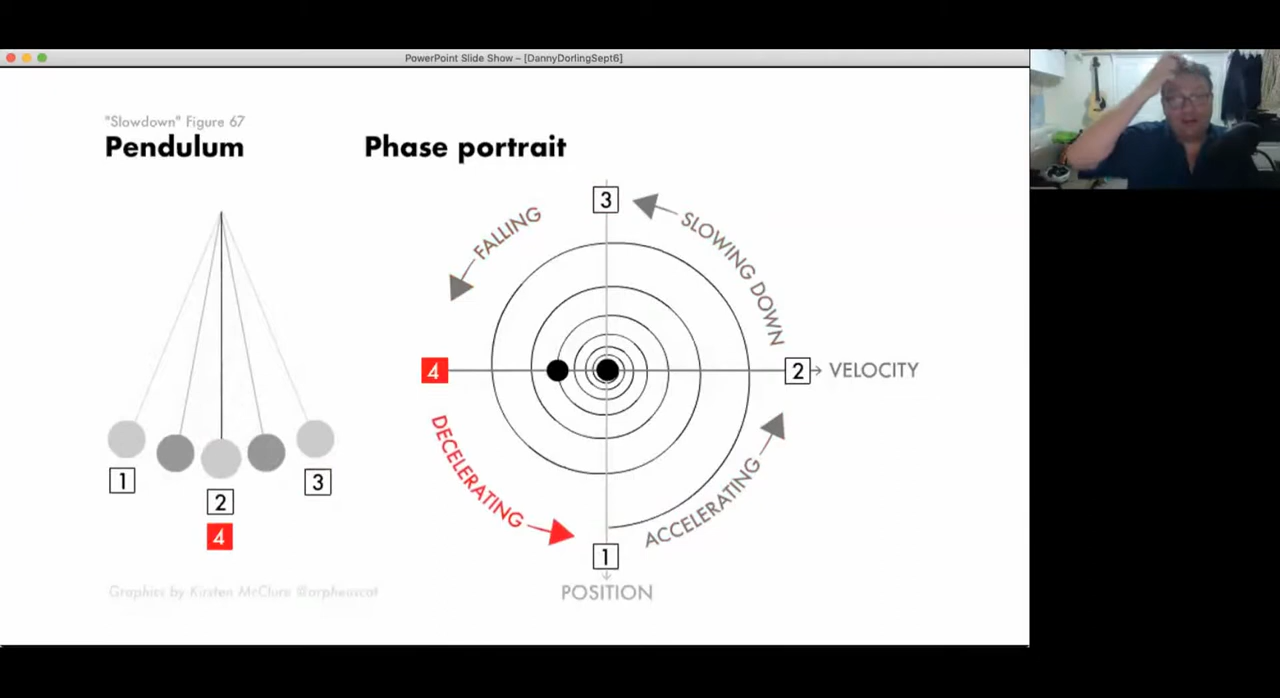 PowerPoint Slide Show – [DannyDorlingSept6]
"Slowdown" Figure 67
Pendulum
Phase portrait
3
FALLING
SLOWING DOWN
4
2
VELOCITY
DECELERATING
ACCELERATING
1
POSITION
1
3
2
4
Graphics by Kirsten McClure @orpheuscat